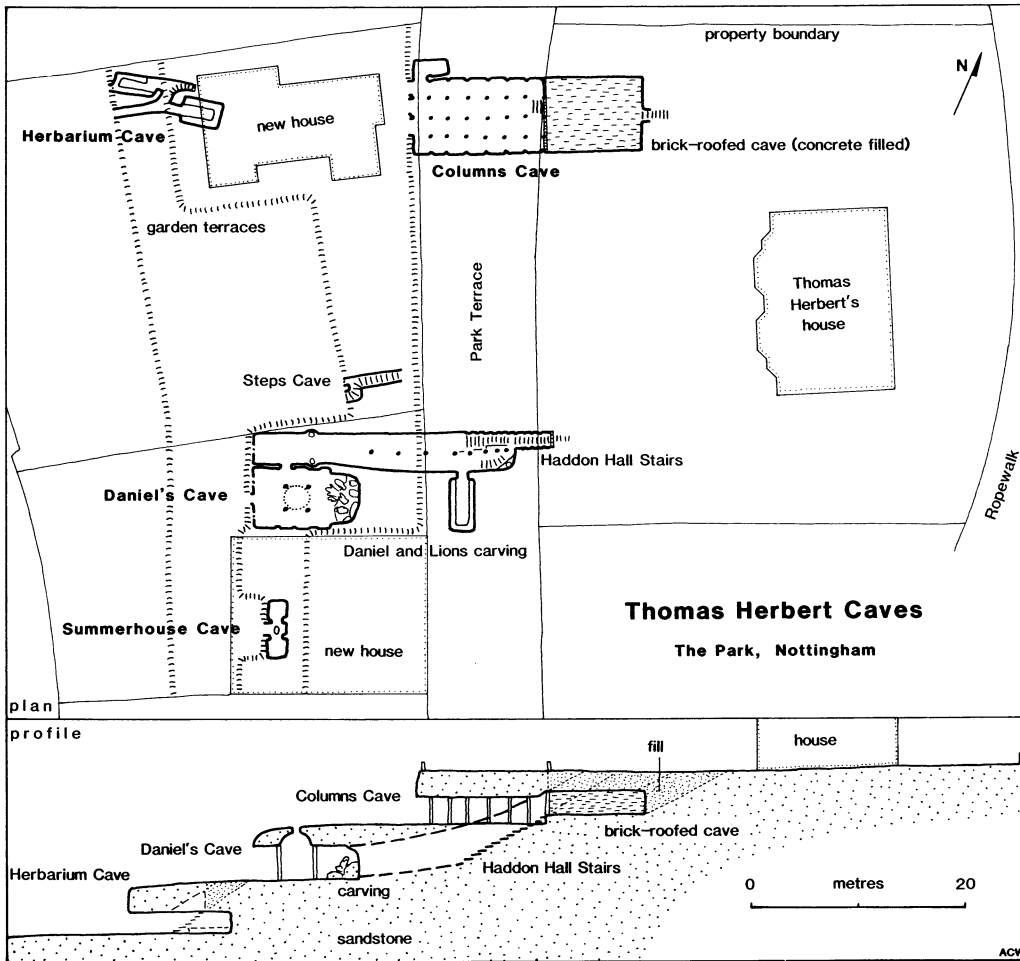 property boundary
N
new house
Herbarium Cave
brick-roofed cave (concrete filled)
Columns Cave
garden terraces
Park Terrace
Thomas
Herbert's
house
Steps Cave
Haddon Hall Stairs
Daniel's Cave
Ropewalk
Daniel and Lions carving
Thomas Herbert Caves
Summerhouse Cave
new house
The Park, Nottingham
plan
profile
fill
house
Columns Cave
brick-roofed cave
Daniel's Cave
Herbarium Cave
Haddon Hall Stairs
carving
0 metres 20
sandstone
ACW